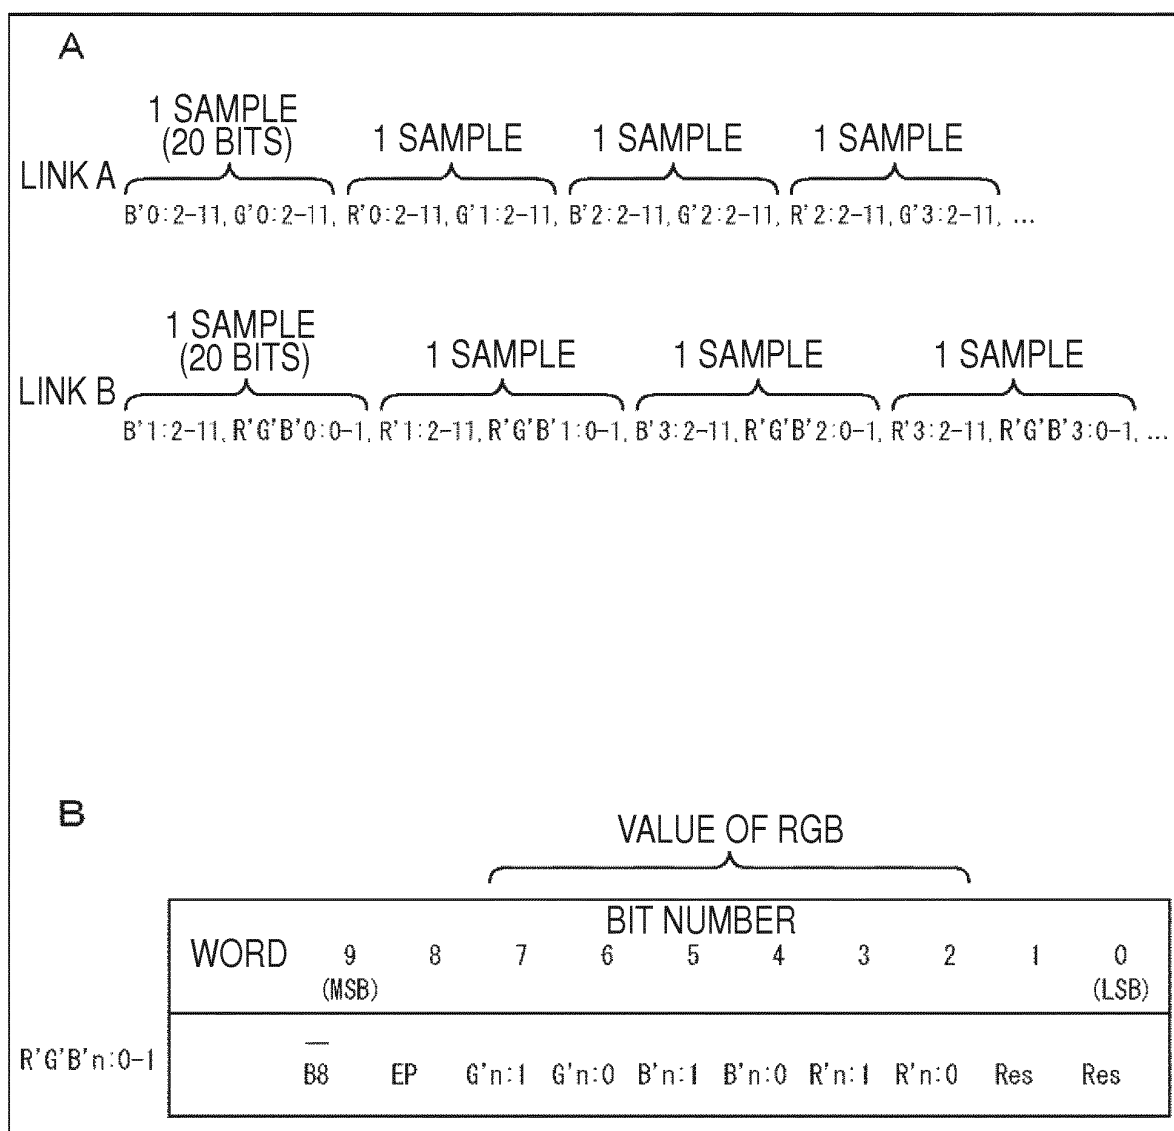 A
1 SAMPLE
(20 BITS) 1 SAMPLE 1 SAMPLE 1 SAMPLE
LINK A
B'0:2-11, G'0:2-11, R'0:2-11, G'1:2-11, B'2:2-11, G'2:2-11, R'2:2-11, G'3:2-11, ...
1 SAMPLE
(20 BITS) 1 SAMPLE 1 SAMPLE 1 SAMPLE
LINK B
B'1:2-11, R'G'B'0:0-1, R'1:2-11, R'G'B'1:0-1, B'3:2-11, R'G'B'2:0-1, R'3:2-11, R'G'B'3:0-1, ...
B
VALUE OF RGB
BIT NUMBER
WORD 9 8 7 6 5 4 3 2 1 0
(MSB) (LSB)
R'G'B'n:0-1 B̅8̅ EP G'n:1 G'n:0 B'n:1 B'n:0 R'n:1 R'n:0 Res Res